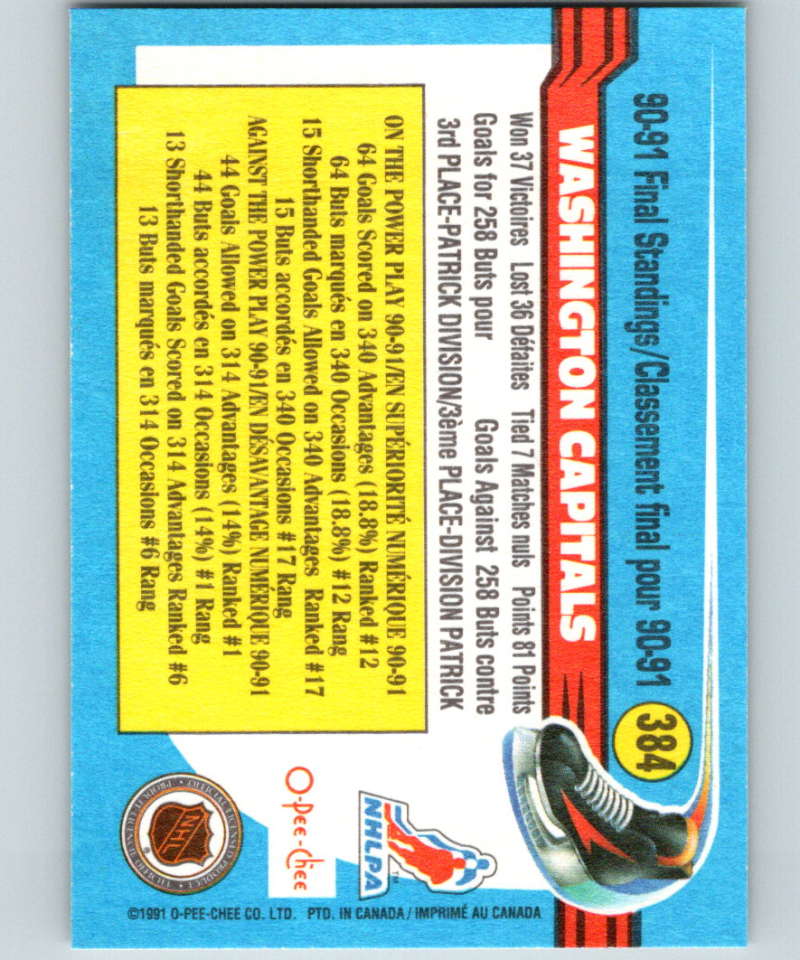 90-91 Final Standings/Classement final pour 90-91
384
WASHINGTON CAPITALS
Won 37 Victoires Lost 36 Défaites Tied 7 Matches nuls Points 81 Points
Goals for 258 Buts pour Goals Against 258 Buts contre
3rd PLACE-PATRICK DIVISION/3ème PLACE-DIVISION PATRICK
ON THE POWER PLAY 90-91/EN SUPÉRIORITÉ NUMÉRIQUE 90-91
64 Goals Scored on 340 Advantages (18.8%) Ranked #12
64 Buts marqués en 340 Occasions (18.8%) #12 Rang
15 Shorthanded Goals Allowed on 340 Advantages Ranked #17
15 Buts accordés en 340 Occasions #17 Rang
AGAINST THE POWER PLAY 90-91/EN DÉSAVANTAGE NUMÉRIQUE 90-91
44 Goals Allowed on 314 Advantages (14%) Ranked #1
44 Buts accordés en 314 Occasions (14%) #1 Rang
13 Shorthanded Goals Scored on 314 Advantages Ranked #6
13 Buts marqués en 314 Occasions #6 Rang
NHLPA
TM
O-Pee-Chee
NHL
©1991 O-PEE-CHEE CO. LTD. PTD. IN CANADA / IMPRIMÉ AU CANADA